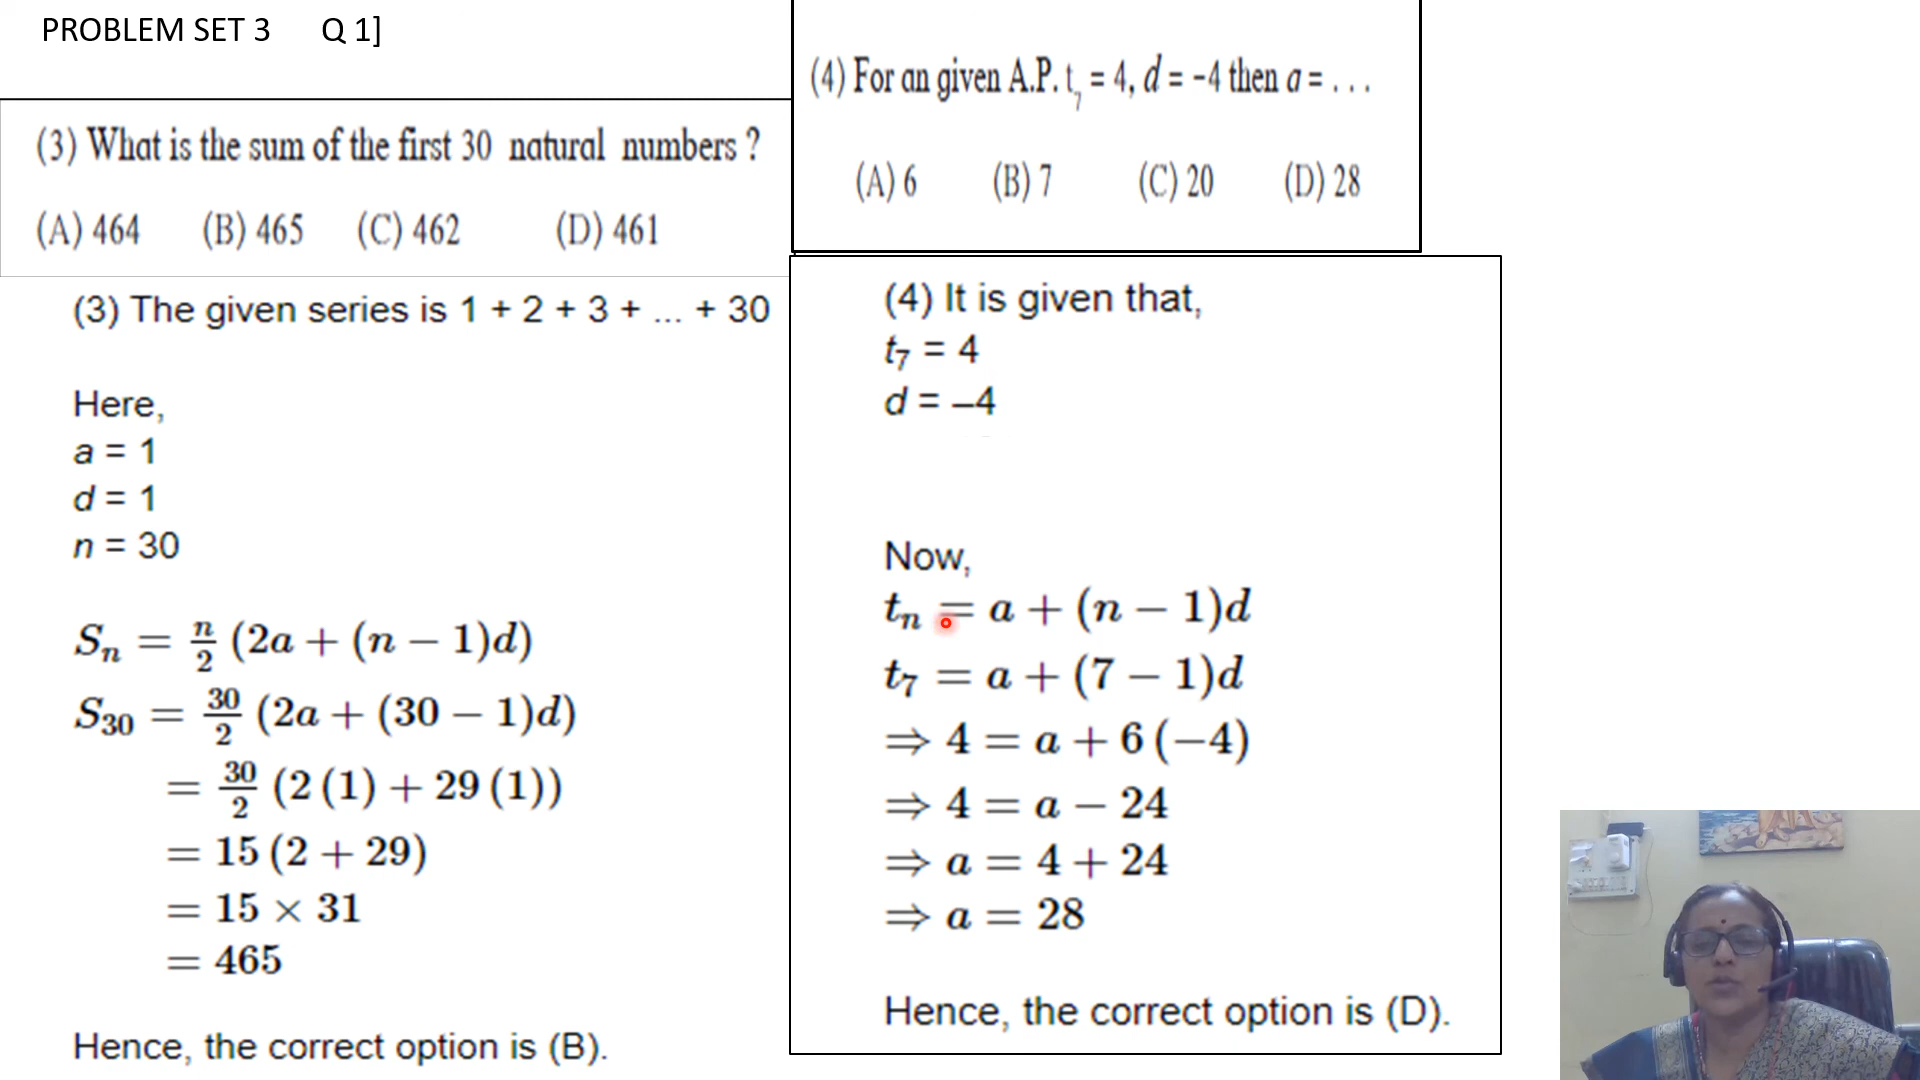 PROBLEM SET 3 Q 1]
(3) What is the sum of the first 30 natural numbers ?
(A) 464 (B) 465 (C) 462 (D) 461
(3) The given series is 1 + 2 + 3 + ... + 30
Here,
a = 1
d = 1
n = 30
Sₙ = n/2 (2a + (n − 1)d)
S₃₀ = 30/2 (2a + (30 − 1)d)
= 30/2 (2 (1) + 29 (1))
= 15 (2 + 29)
= 15 × 31
= 465
Hence, the correct option is (B).
(4) For an given A.P. t₇ = 4, d = −4 then a = . . .
(A) 6 (B) 7 (C) 20 (D) 28
(4) It is given that,
t₇ = 4
d = –4
Now,
tₙ = a + (n − 1)d
t₇ = a + (7 − 1)d
⇒ 4 = a + 6 (−4)
⇒ 4 = a − 24
⇒ a = 4 + 24
⇒ a = 28
Hence, the correct option is (D).